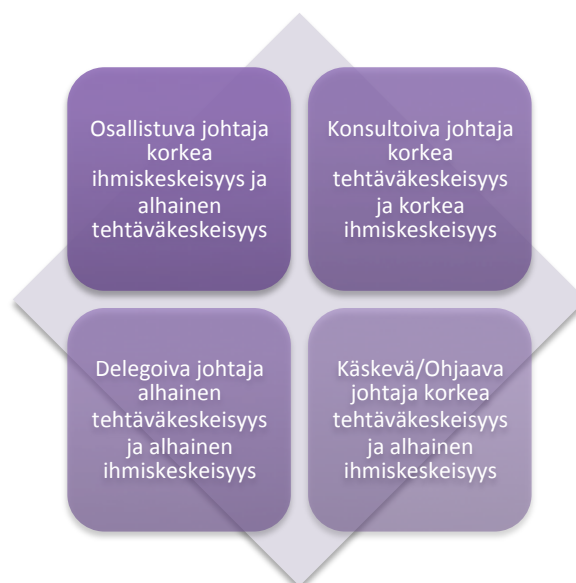 Osallistuva johtaja
korkea
ihmiskeskeisyys ja
alhainen
tehtäväkeskeisyys
Konsultoiva johtaja
korkea
tehtäväkeskeisyys
ja korkea
ihmiskeskeisyys
Delegoiva johtaja
alhainen
tehtäväkeskeisyys
ja alhainen
ihmiskeskeisyys
Käskevä/Ohjaava
johtaja korkea
tehtäväkeskeisyys
ja alhainen
ihmiskeskeisyys